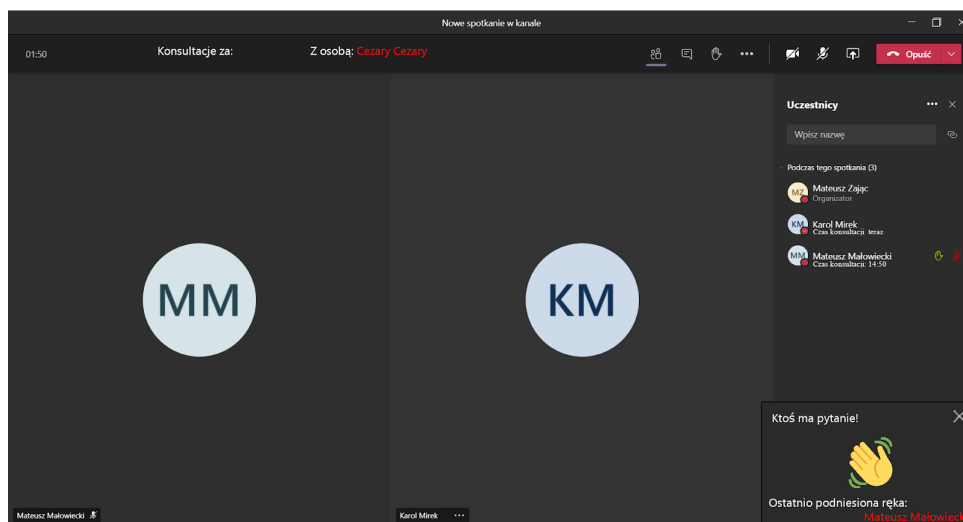 Nowe spotkanie w kanale
01:50
Konsultacje za:
Z osobą: Cezary Cezary
Opuść
Uczestnicy
Wpisz nazwę
Podczas tego spotkania (3)
MZ
Mateusz Zając
Organizator
KM
Karol Mirek
Czas konsultacji: teraz
MM
Mateusz Małowiecki
Czas konsultacji: 14:50
MM
KM
Ktoś ma pytanie!
Ostatnio podniesiona ręka:
Mateusz Małowieck
Mateusz Małowiecki
Karol Mirek